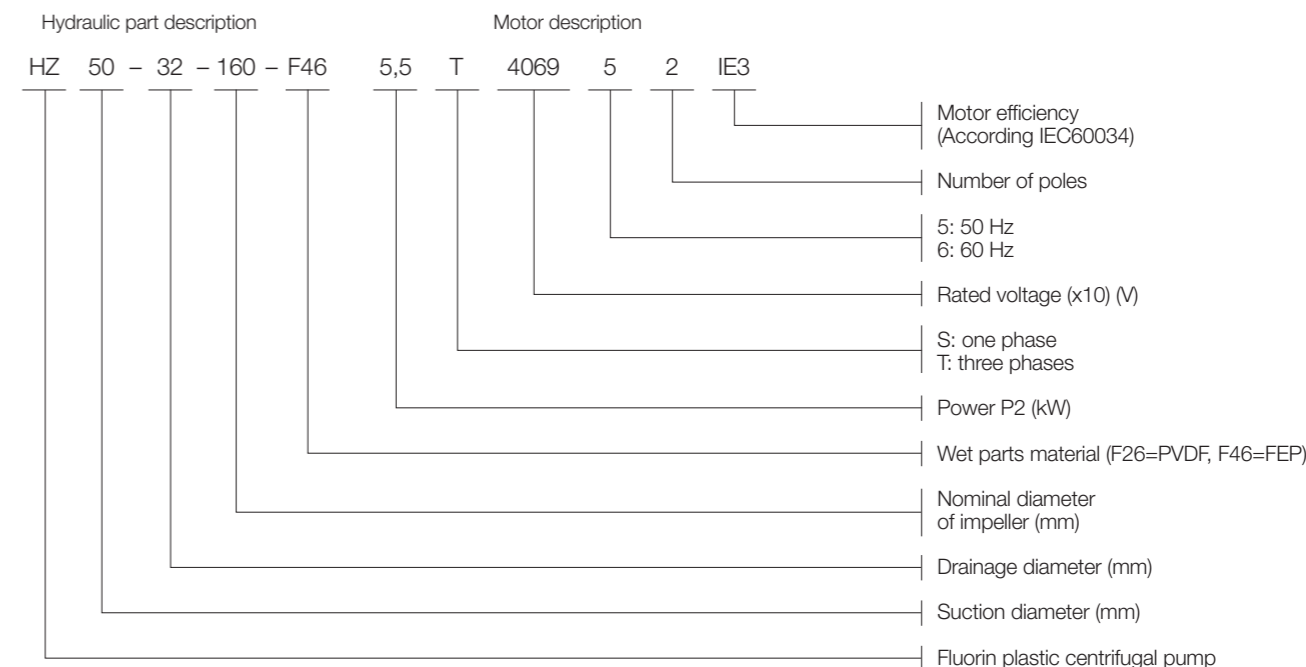 Hydraulic part description Motor description
HZ 50 – 32 – 160 – F46 5,5 T 4069 5 2 IE3
Motor efficiency
(According IEC60034)
Number of poles
5: 50 Hz
6: 60 Hz
Rated voltage (x10) (V)
S: one phase
T: three phases
Power P2 (kW)
Wet parts material (F26=PVDF, F46=FEP)
Nominal diameter
of impeller (mm)
Drainage diameter (mm)
Suction diameter (mm)
Fluorin plastic centrifugal pump